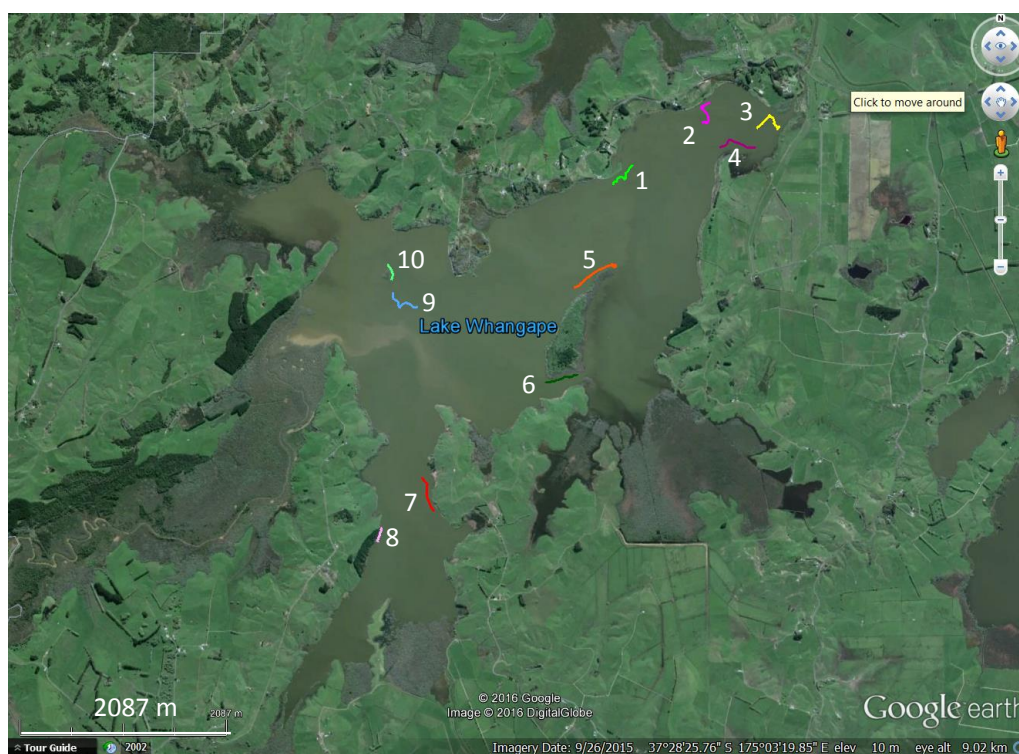 N
Click to move around
3
2
4
1
10
5
9
Lake Whangape
6
7
8
© 2016 Google
Image © 2016 DigitalGlobe
Google earth
2087 m
2087 m
Tour Guide
2002
Imagery Date: 9/26/2015 37°28'25.76" S 175°03'19.85" E elev 10 m eye alt 9.02 km